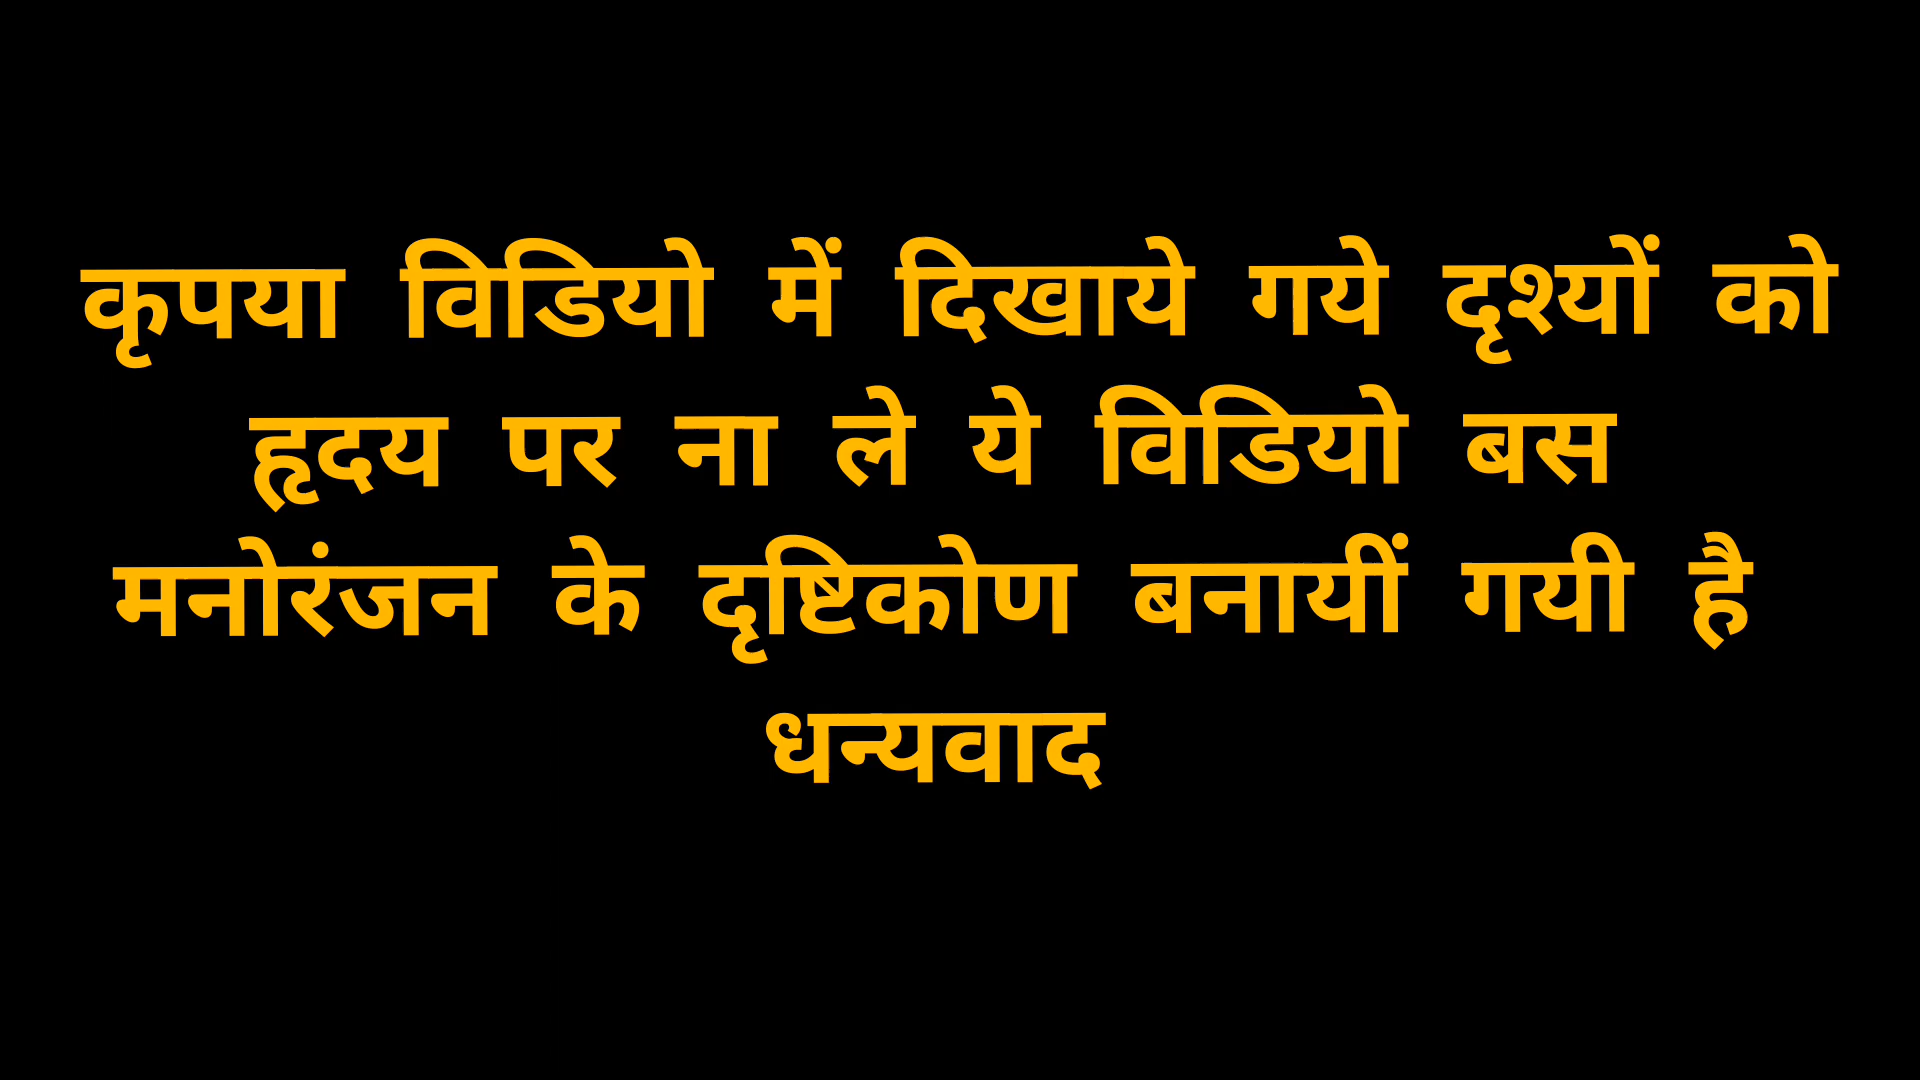 कृपया विडियो में दिखाये गये दृश्यों को
हृदय पर ना ले ये विडियो बस
मनोरंजन के दृष्टिकोण बनायीं गयी है
धन्यवाद